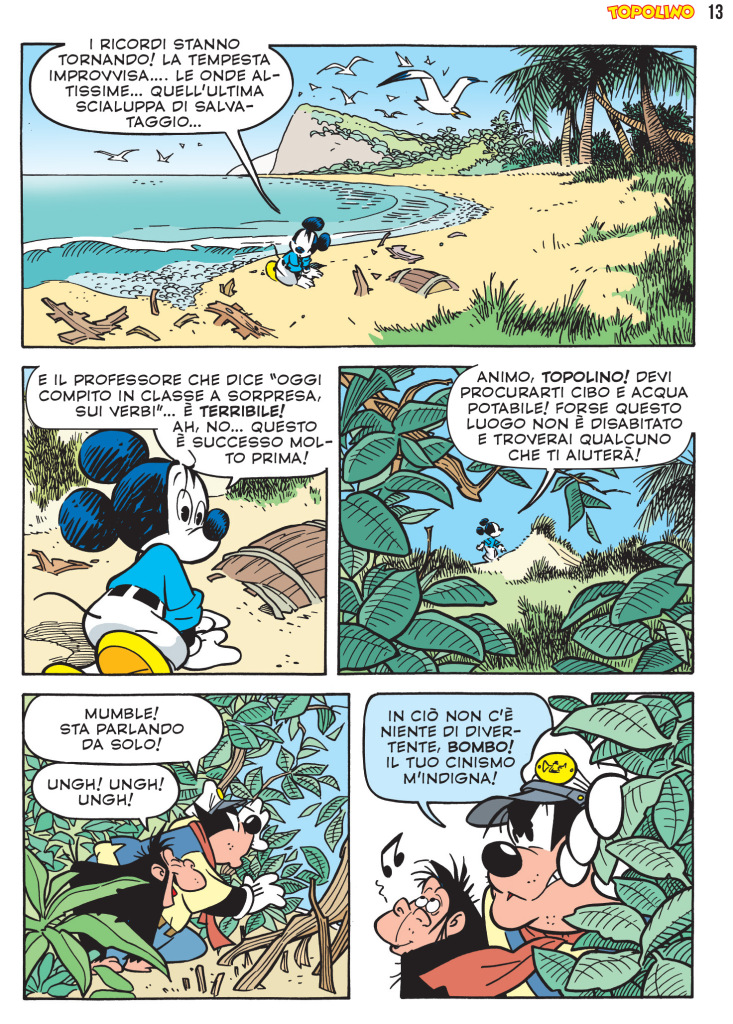 TOPOLINO 13
I RICORDI STANNO
TORNANDO! LA TEMPESTA
IMPROVVISA.... LE ONDE AL-
TISSIME... QUELL'ULTIMA
SCIALUPPA DI SALVA-
TAGGIO...
E IL PROFESSORE CHE DICE "OGGI
COMPITO IN CLASSE A SORPRESA,
SUI VERBI"... È TERRIBILE!
AH, NO... QUESTO
È SUCCESSO MOL-
TO PRIMA!
ANIMO, TOPOLINO! DEVI
PROCURARTI CIBO E ACQUA
POTABILE! FORSE QUESTO
LUOGO NON È DISABITATO
E TROVERAI QUALCUNO
CHE TI AIUTERÀ!
MUMBLE!
STA PARLANDO
DA SOLO!
UNGH! UNGH!
UNGH!
IN CIÒ NON C'È
NIENTE DI DIVER-
TENTE, BOMBO!
IL TUO CINISMO
M'INDIGNA!